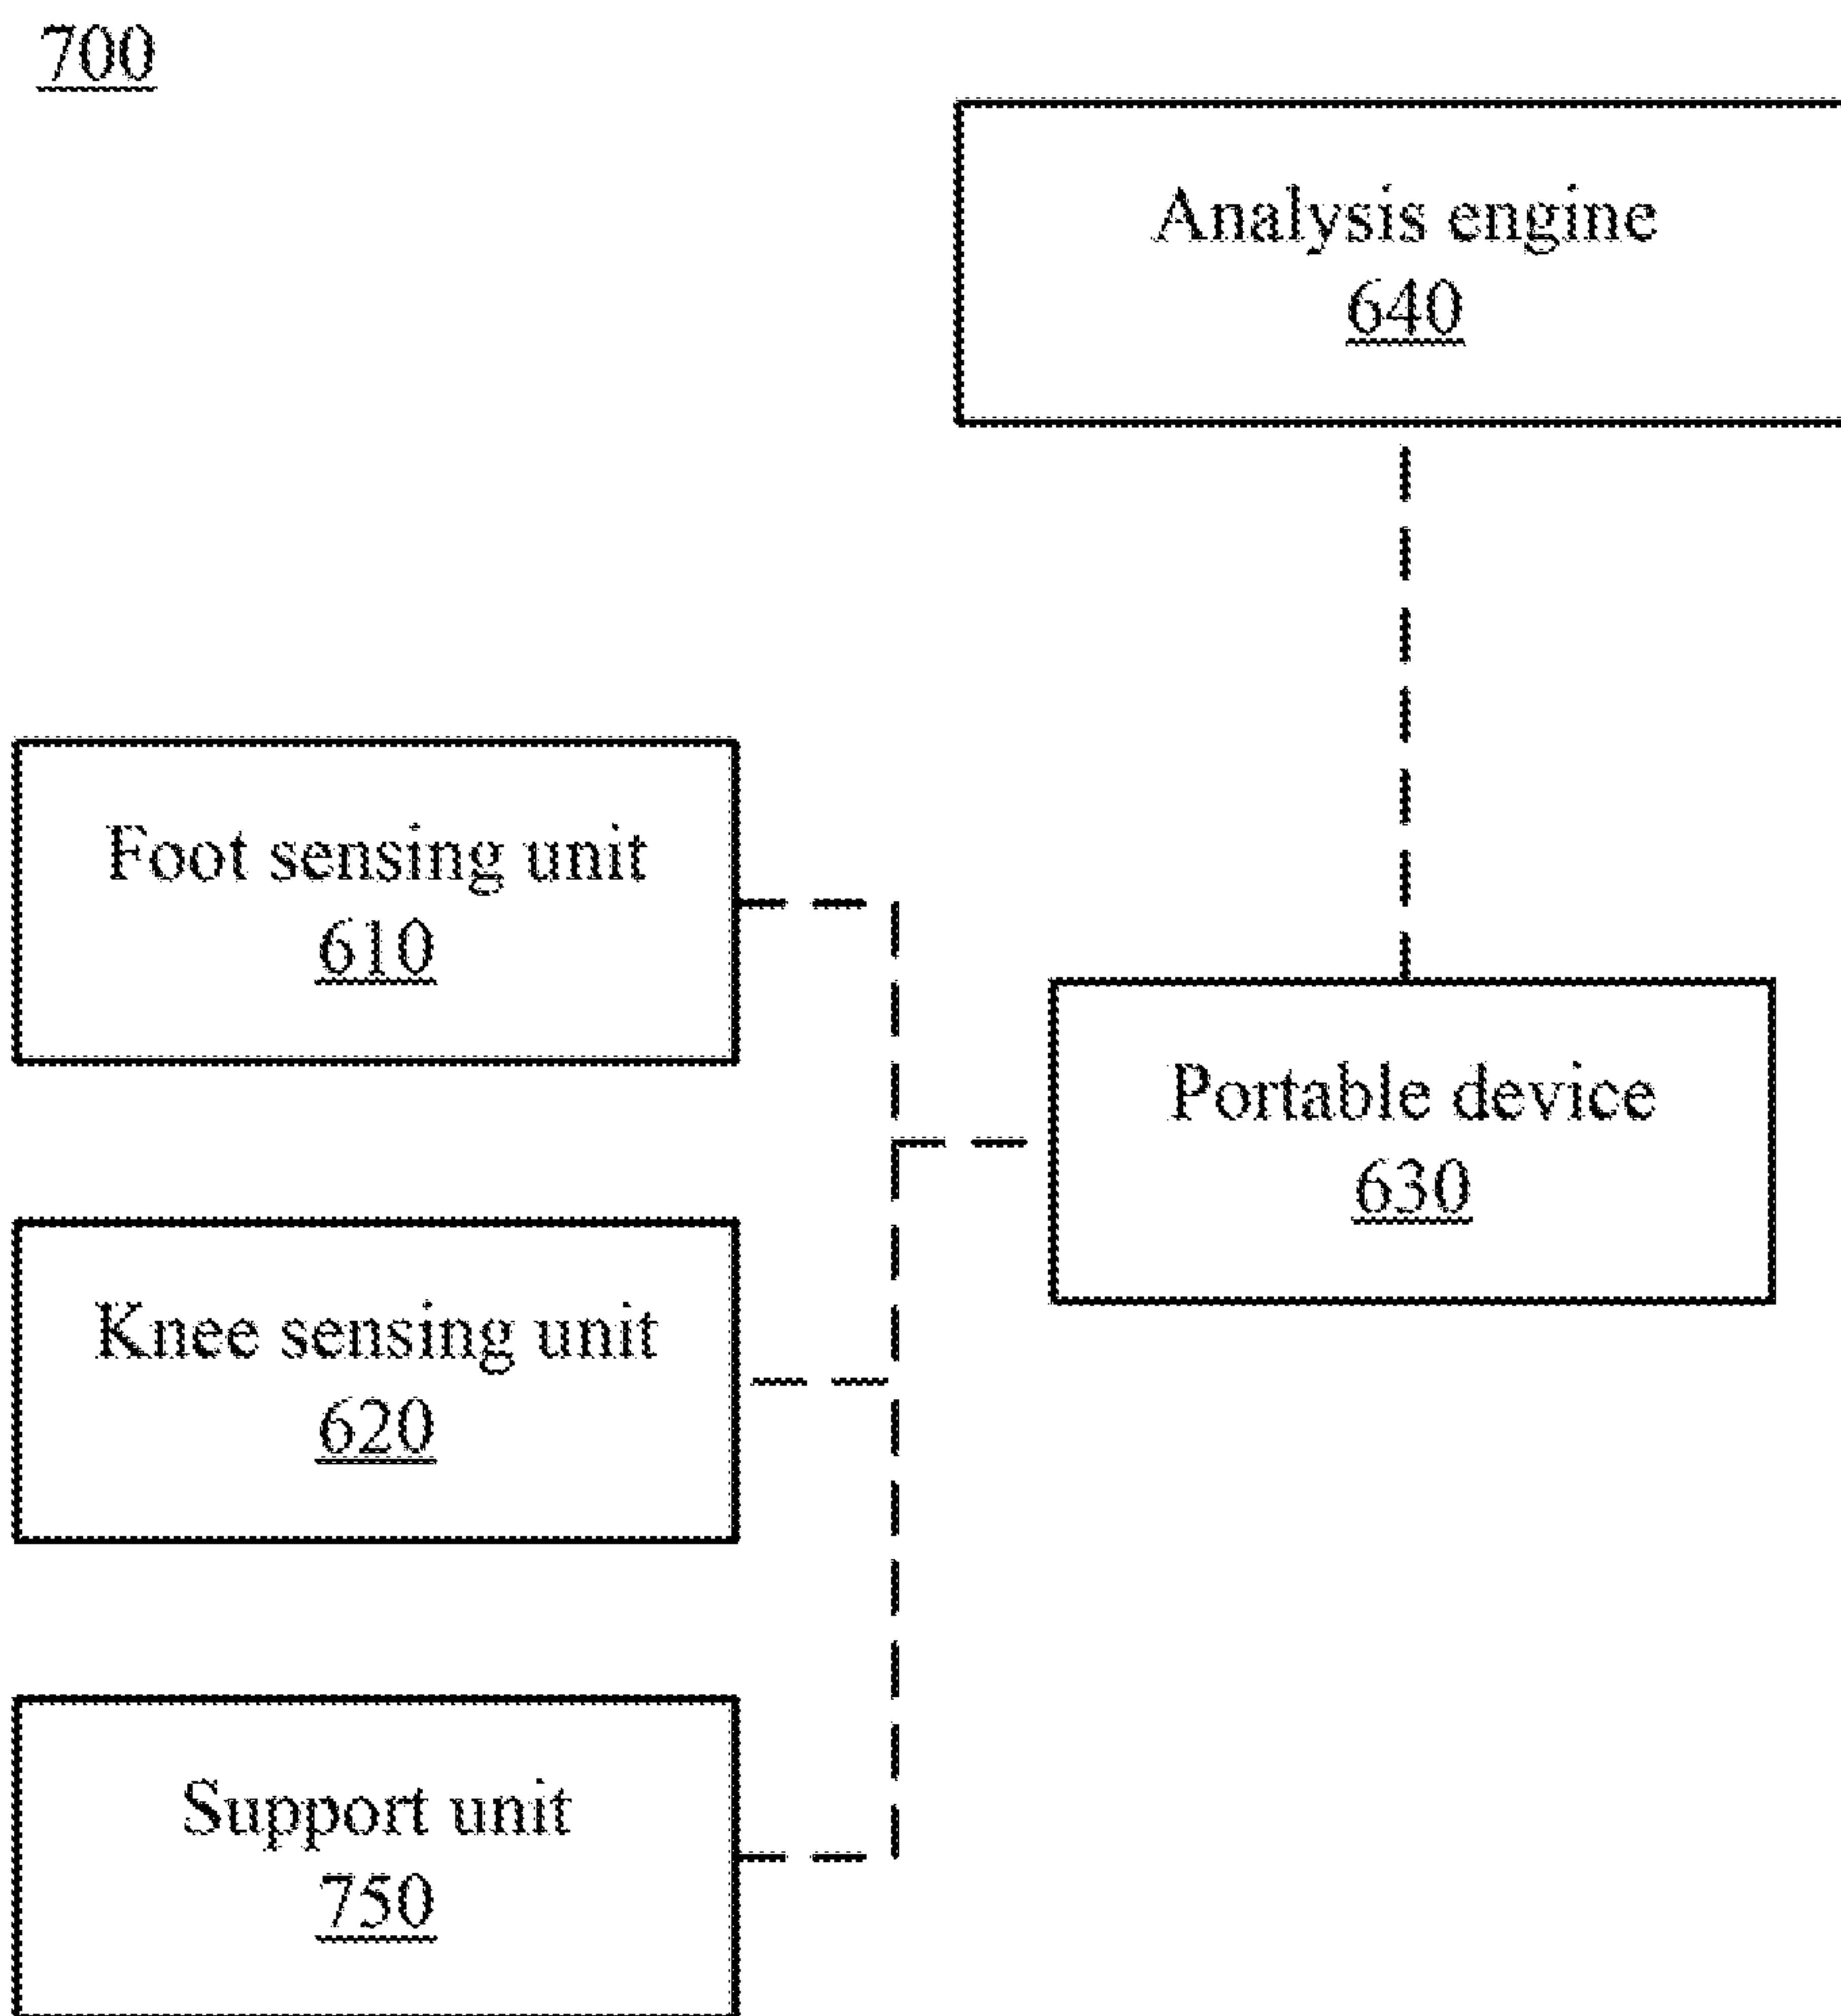 700
Analysis engine
640
Foot sensing unit
610
Portable device
630
Knee sensing unit
620
Support unit
750